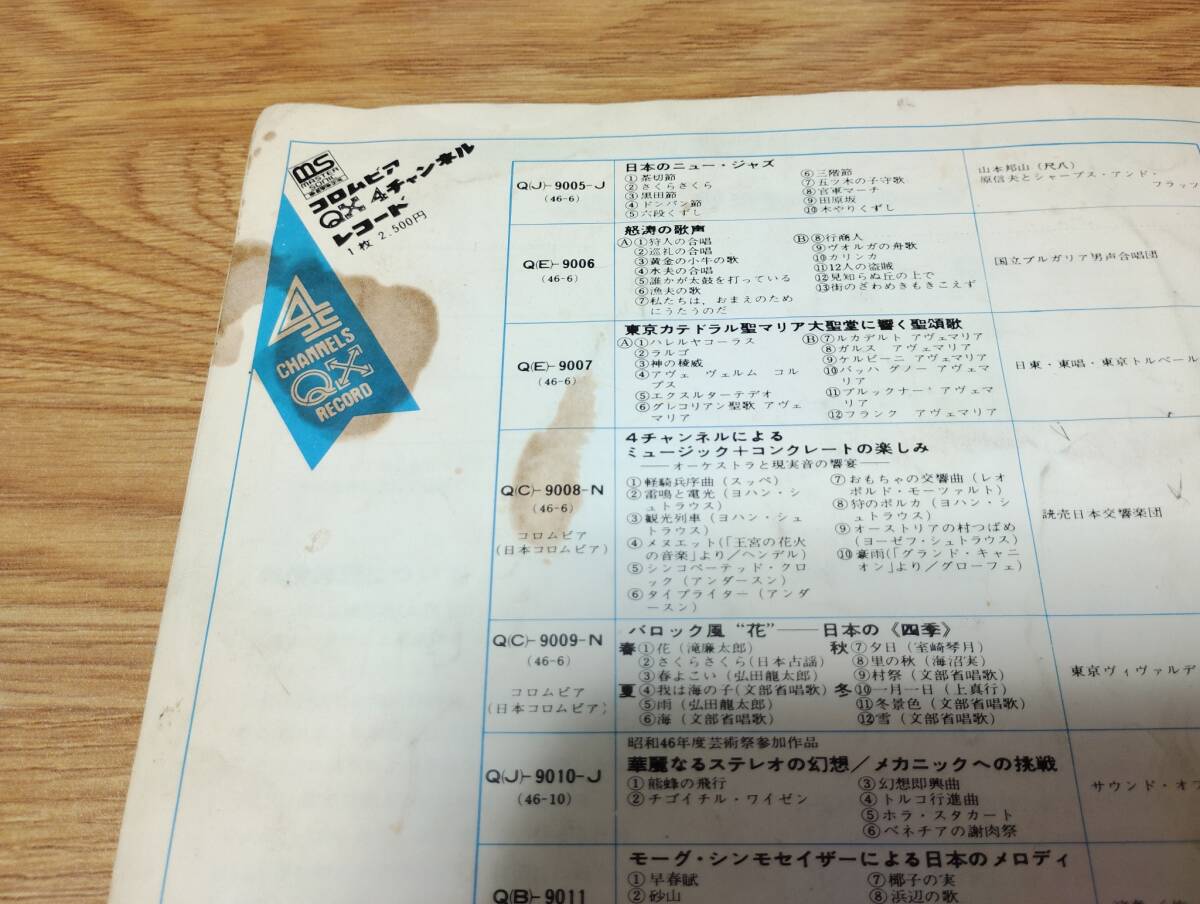 MS
MASTER
コロムビア
QX 4チャンネル
レコード
1枚 2,500円
4
CHANNELS
QX
RECORD
Q(J)-9005-J
(46-6)
日本のニュー・ジャズ
①茶切節
②さくらさくら
③黒田節
④ドンパン節
⑤六段くずし
⑥三階節
⑦五ツ木の子守歌
⑧官軍マーチ
⑨田原坂
⑩木やりくずし
山本邦山(尺八)
原信夫とシャープス・アンド・
フラッツ
Q(E)-9006
(46-6)
怒涛の歌声
Ⓐ①狩人の合唱
②巡礼の合唱
③黄金の小牛の歌
④水夫の合唱
⑤誰かが太鼓を打っている
⑥漁夫の歌
⑦私たちは、おまえのため
にうたうのだ
Ⓑ⑧行商人
⑨ヴォルガの舟歌
⑩カリンカ
⑪12人の盗賊
⑫見知らぬ丘の上で
⑬街のざわめきもきこえず
国立ブルガリア男声合唱団
Q(E)-9007
(46-6)
東京カテドラル聖マリア大聖堂に響く聖頌歌
Ⓐ①ハレルヤコーラス
②ラルゴ
③神の稜威
④アヴェ ヴェルム コル
プス
⑤エクスルターテデオ
⑥グレコリアン聖歌 アヴェ
マリア
Ⓑ⑦ルカデルト アヴェマリア
⑧ガルス アヴェマリア
⑨ケルビーニ アヴェマリア
⑩バッハ グノー アヴェマ
リア
⑪ブルックナー アヴェマ
リア
⑫フランク アヴェマリア
日東・東唱・東京トルベール
Q(C)-9008-N
(46-6)
コロムビア
(日本コロムビア)
4チャンネルによる
ミュージック+コンクレートの楽しみ
——オーケストラと現実音の響宴——
①軽騎兵序曲(スッペ)
②雷鳴と電光(ヨハン・シ
ュトラウス)
③観光列車(ヨハン・シュ
トラウス)
④メヌエット(「王宮の花火
の音楽」より/ヘンデル)
⑤シンコペーテッド・クロ
ック(アンダースン)
⑥タイプライター(アンダ
ースン)
⑦おもちゃの交響曲(レオ
ポルド・モーツァルト)
⑧狩のポルカ(ヨハン・シ
ュトラウス)
⑨オーストリアの村つばめ
(ヨーゼフ・シュトラウス)
⑩豪雨(「グランド・キャニ
オン」より/グローフェ)
読売日本交響楽団
Q(C)-9009-N
(46-6)
コロムビア
(日本コロムビア)
バロック風 “花”——日本の《四季》
春①花(滝廉太郎)
②さくらさくら(日本古謡)
③春よこい(弘田龍太郎)
夏④我は海の子(文部省唱歌)
⑤雨(弘田龍太郎)
⑥海(文部省唱歌)
秋⑦夕日(室崎琴月)
⑧里の秋(海沼実)
⑨村祭(文部省唱歌)
冬⑩一月一日(上真行)
⑪冬景色(文部省唱歌)
⑫雪(文部省唱歌)
東京ヴィヴァルデ
Q(J)-9010-J
(46-10)
昭和46年度芸術祭参加作品
華麗なるステレオの幻想/メカニックへの挑戦
①熊蜂の飛行
②チゴイチル・ワイゼン
③幻想即興曲
④トルコ行進曲
⑤ホラ・スタカート
⑥ベネチアの謝肉祭
サウンド・オブ
Q(B)-9011
モーグ・シンモセイザーによる日本のメロディ
①早春賦
②砂山
⑦椰子の実
⑧浜辺の歌